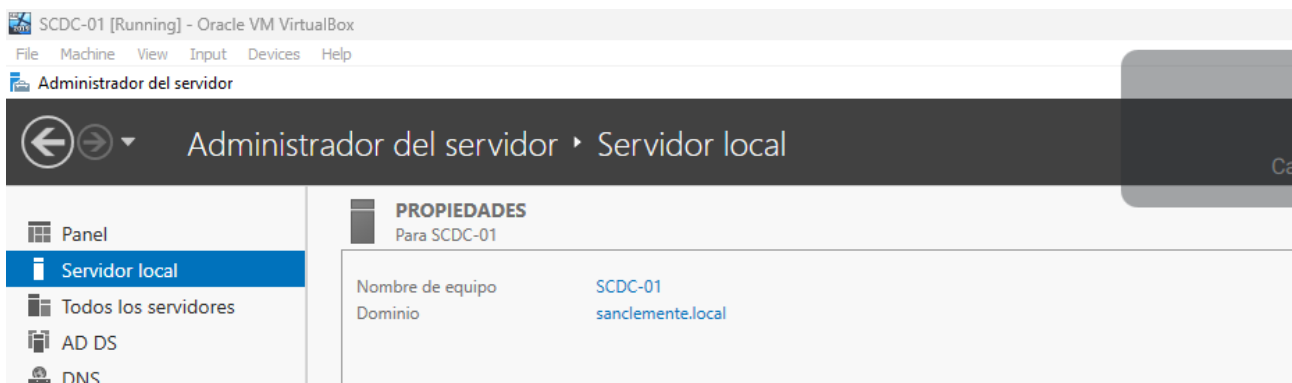 SCDC-01 [Running] - Oracle VM VirtualBox
File Machine View Input Devices Help
Administrador del servidor
Administrador del servidor ‣ Servidor local
Panel
Servidor local
Todos los servidores
AD DS
DNS
PROPIEDADES
Para SCDC-01
Nombre de equipo SCDC-01
Dominio sanclemente.local